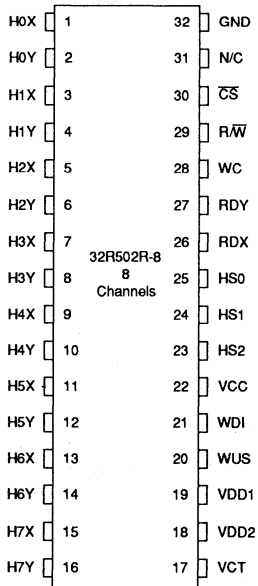 H0X 1 32 GND
H0Y 2 31 N/C
H1X 3 30 C̅S̅
H1Y 4 29 R/W̅
H2X 5 28 WC
H2Y 6 27 RDY
H3X 7 26 RDX
32R502R-8
H3Y 8 8 25 HS0
Channels
H4X 9 24 HS1
H4Y 10 23 HS2
H5X 11 22 VCC
H5Y 12 21 WDI
H6X 13 20 WUS
H6Y 14 19 VDD1
H7X 15 18 VDD2
H7Y 16 17 VCT